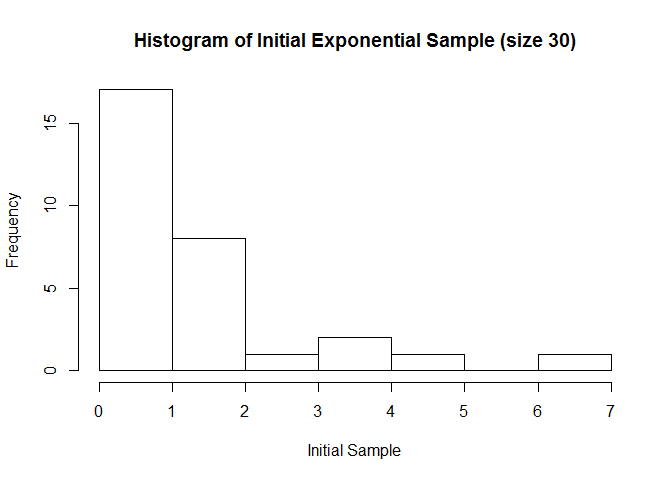 Histogram of Initial Exponential Sample (size 30)
Frequency
15
10
5
0
0 1 2 3 4 5 6 7
Initial Sample